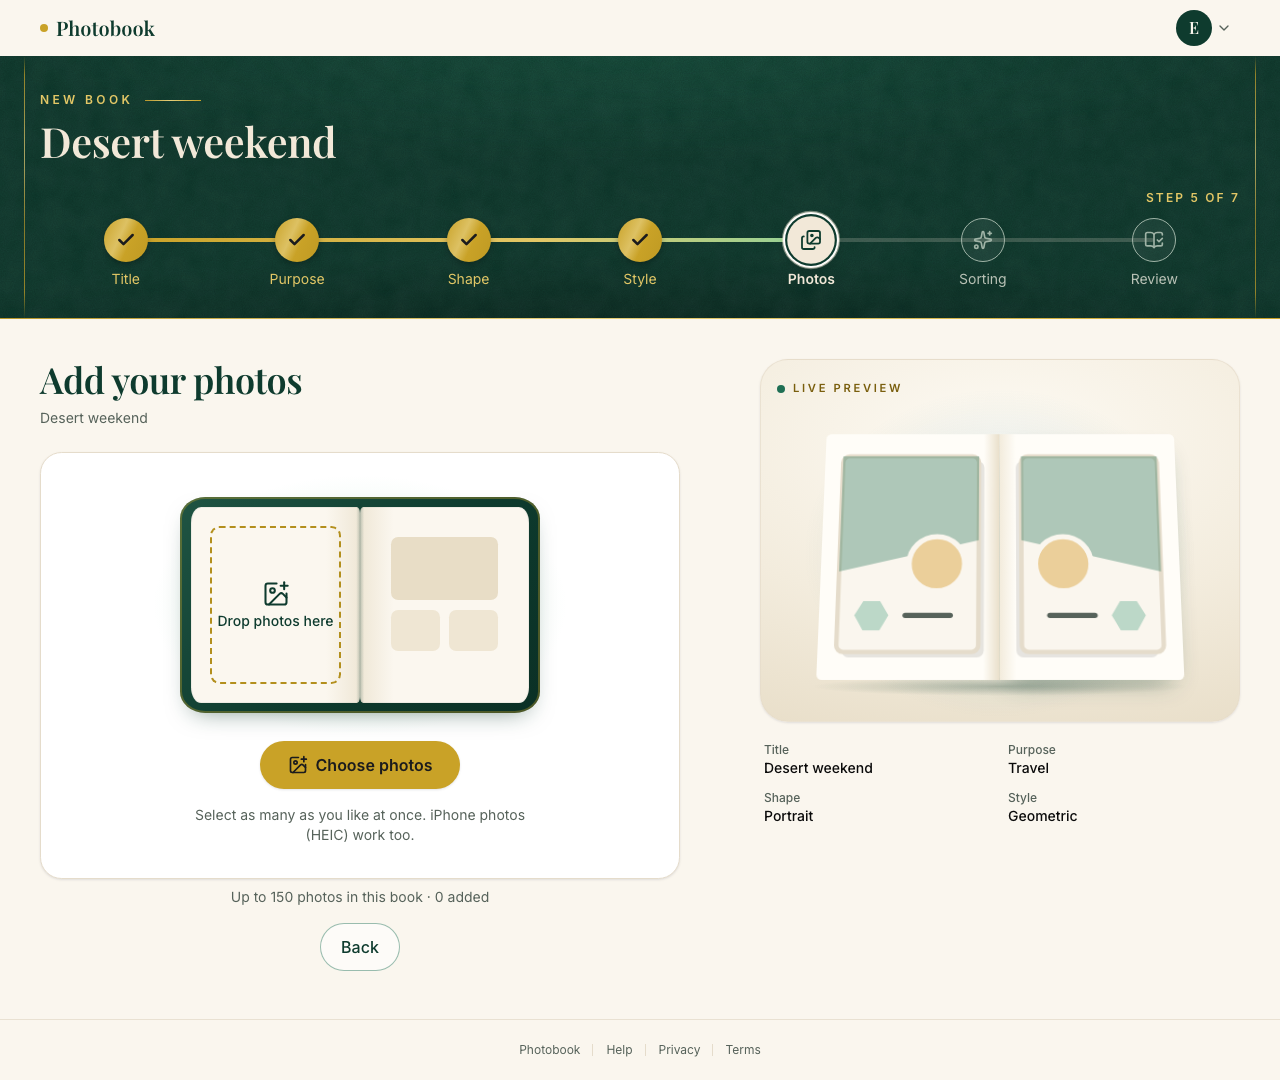 Photobook
E
NEW BOOK
Desert weekend
STEP 5 OF 7
Title
Purpose
Shape
Style
Photos
Sorting
Review
Add your photos
Desert weekend
Drop photos here
Choose photos
Select as many as you like at once. iPhone photos
(HEIC) work too.
Up to 150 photos in this book · 0 added
Back
LIVE PREVIEW
Title
Desert weekend
Purpose
Travel
Shape
Portrait
Style
Geometric
Photobook
Help
Privacy
Terms